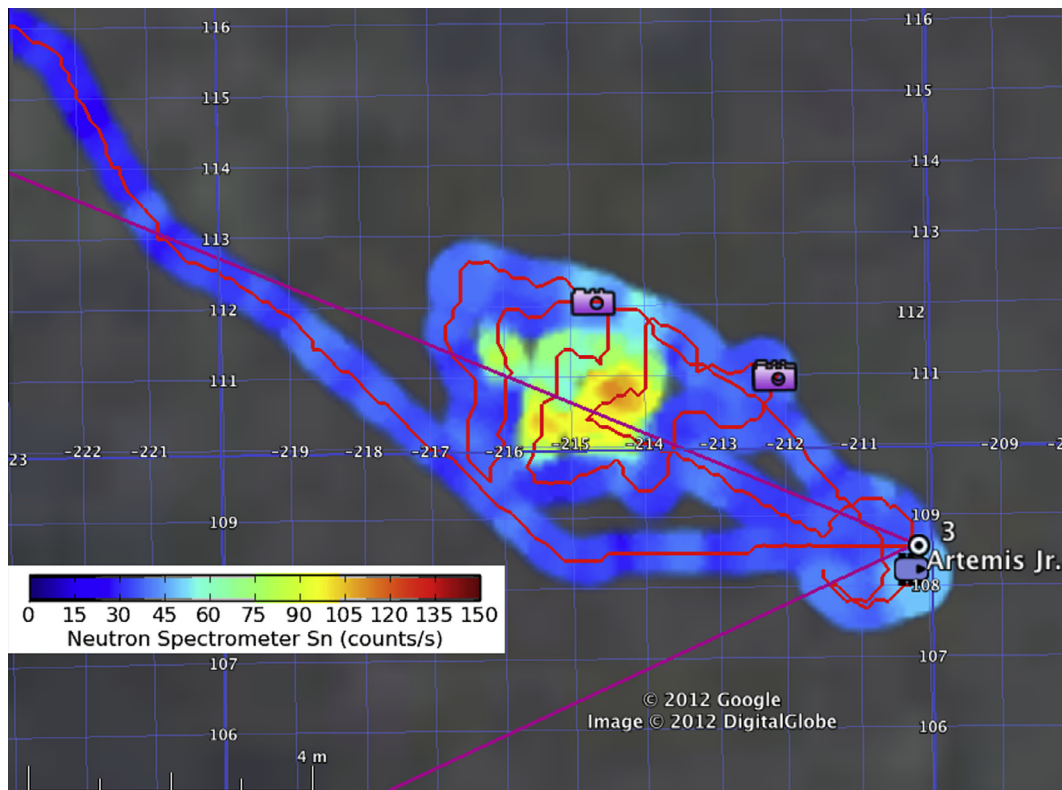 116 116
115 115
114 114
113 113
112 112
111 111
23 -222 -221 -219 -218 -217 -216 -215 -214 -213 -212 -211 -209 -2
109 109
3
Artemis Jr.
108
0 15 30 45 60 75 90 105 120 135 150
Neutron Spectrometer Sn (counts/s)
107 107
© 2012 Google
Image © 2012 DigitalGlobe
106 106
4 m